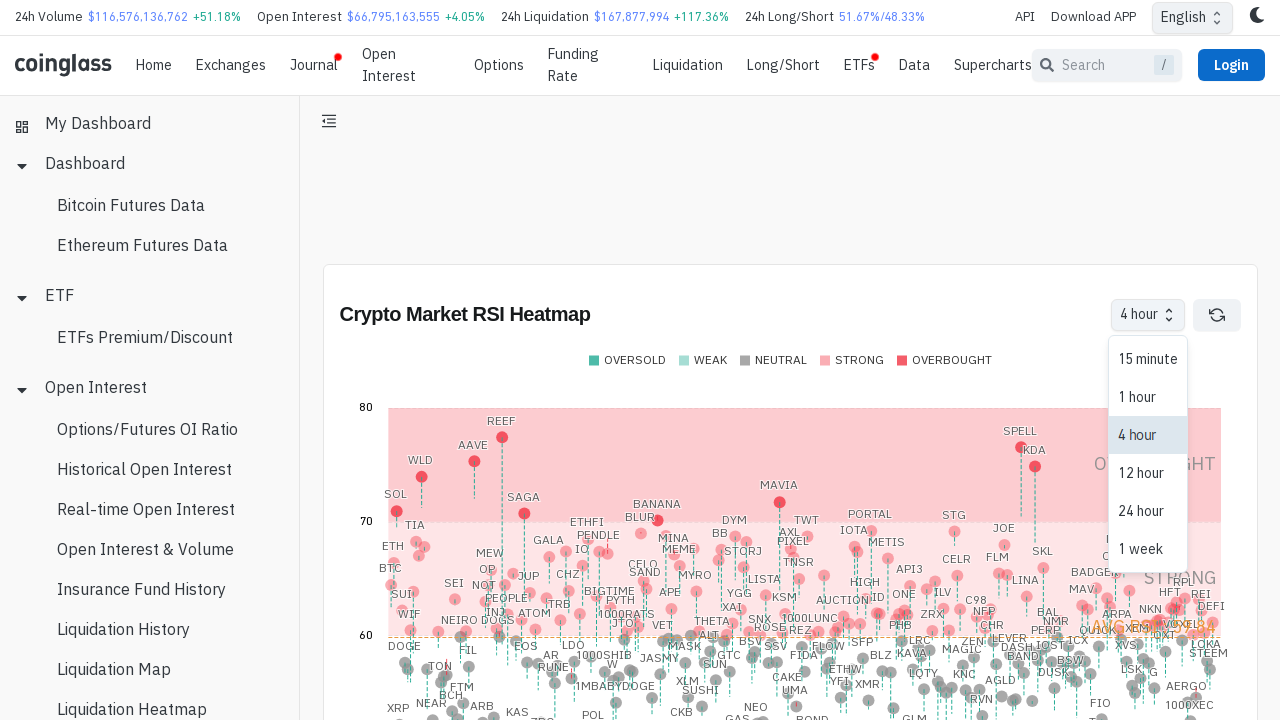 24h Volume $116,576,136,762 +51.18% Open Interest $66,795,163,555 +4.05% 24h Liquidation $167,877,994 +117.36% 24h Long/Short 51.67%/48.33% API Download APP English
coinglass Home Exchanges Journal Open Interest Options Funding Rate Liquidation Long/Short ETFs Data Supercharts Search / Login
My Dashboard
Dashboard
Bitcoin Futures Data
Ethereum Futures Data
ETF
ETFs Premium/Discount
Open Interest
Options/Futures OI Ratio
Historical Open Interest
Real-time Open Interest
Open Interest & Volume
Insurance Fund History
Liquidation History
Liquidation Map
Liquidation Heatmap
Crypto Market RSI Heatmap 4 hour
15 minute
1 hour
4 hour
12 hour
24 hour
1 week
OVERSOLD WEAK NEUTRAL STRONG OVERBOUGHT
80
REEF
SPELL
AAVE
KDA
WLD
MAVIA
SOL SAGA
BANANA
PORTAL STG
70
TIA ETHFI BLUR DYM TWT
PENDLE BB AXL IOTA JOE
GALA IO MINA PIXEL METIS
ETH MEW MEME STORJ SKL
CELR FLM
BTC OP CELO TNSR API3
SAND
CHZ MYRO LISTA HIGH LINA
SEI NOT JUP BIGTIME APE YGG KSM ONE ILV MAV
SUI PEOPLE TRB PYTH AUCTION ID C98
WIF INJ ATOM 1000RATS XAI ZRX NFP BAL ARPA NKN
NEIRO DOGS JTO VET THETA SNX 1000LUNC PHB CHR NMR
60
DOGE FIL EOS LDO MASK ALT BSV ROSE REZ SFP LRC ZEN LEVER ICX XVS LOKA
STRONG
HFT RPL REI
DEFI
STEEM
TON AR 1000SHIB JASMY SUN GTC SSV FIDA FLOW BLZ KAVA MAGIC DASH IOST
RUNE W BAND BSW
FTM 1MBABYDOGE XLM CAKE ETHW LQTY KNC DUSK LSK G
BCH SUSHI UMA YFI XMR AGLD AERGO
XRP NEAR ARB KAS POL CKB NEO RVN FIO 1000XEC
GAS BOND GLM